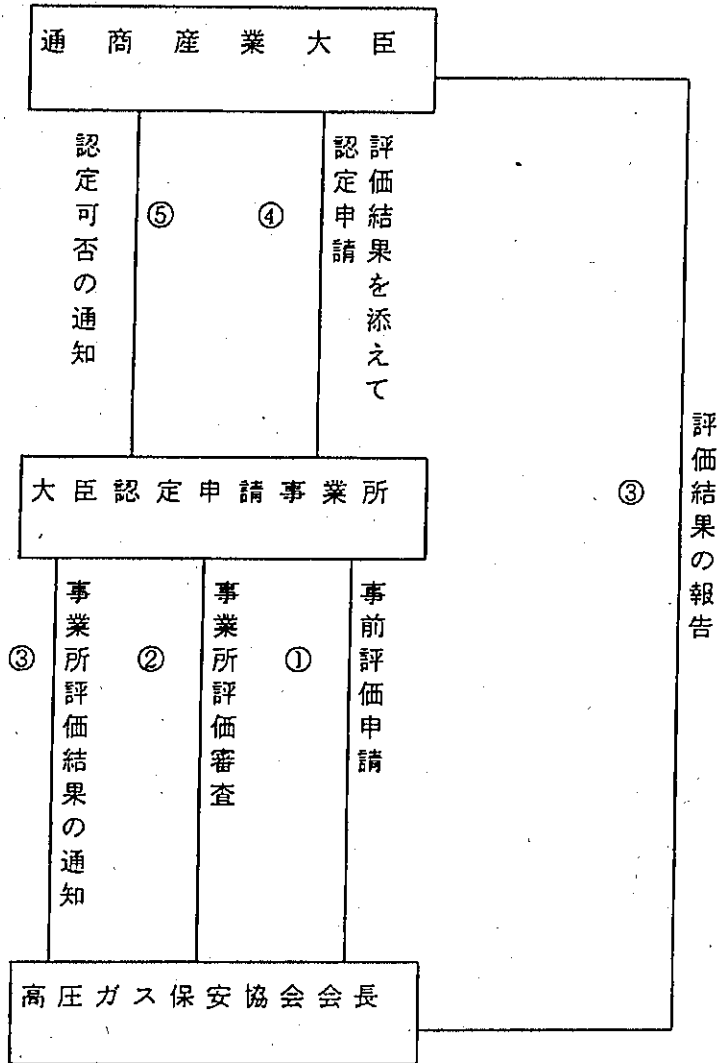 通商産業大臣
評価結果を添えて
認定申請
④
⑤
認定可否の通知
評価結果の報告
③
大臣認定申請事業所
事前評価申請
①
事業所評価審査
②
事業所評価結果の通知
③
高圧ガス保安協会会長